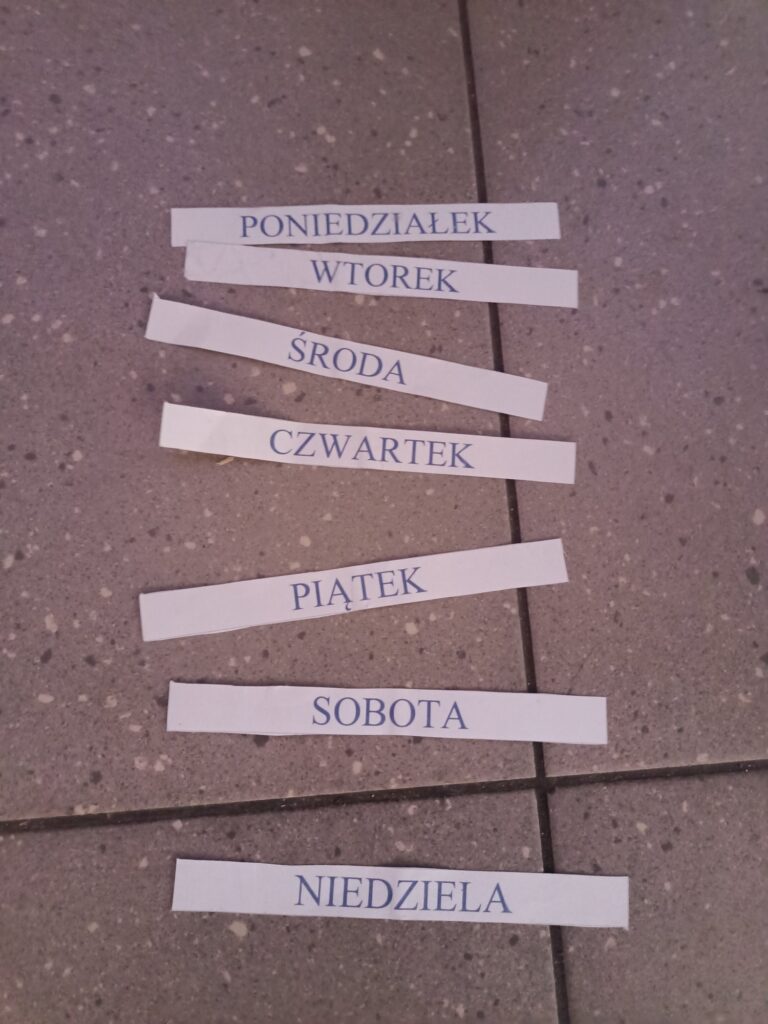 PONIEDZIAŁEK
WTOREK
ŚRODA
CZWARTEK
PIĄTEK
SOBOTA
NIEDZIELA